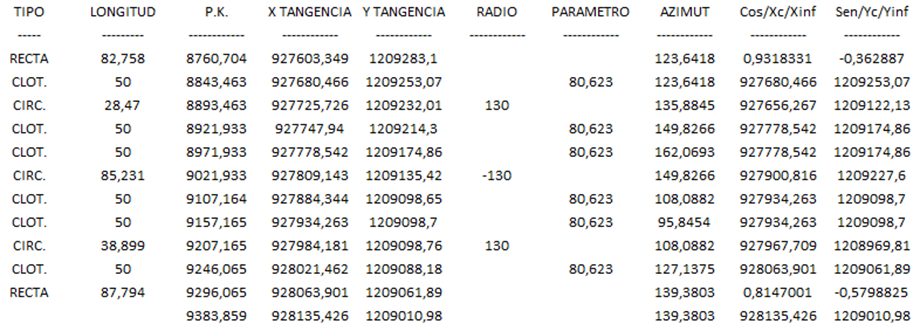 TIPO LONGITUD P.K. X TANGENCIA Y TANGENCIA RADIO PARAMETRO AZIMUT Cos/Xc/Xinf Sen/Yc/Yinf
----- --------- ------------ ------------ ------------ ------------ ------------ ------------ ------------ ------------
RECTA 82,758 8760,704 927603,349 1209283,1 123,6418 0,9318331 -0,362887
CLOT. 50 8843,463 927680,466 1209253,07 80,623 123,6418 927680,466 1209253,07
CIRC. 28,47 8893,463 927725,726 1209232,01 130 135,8845 927656,267 1209122,13
CLOT. 50 8921,933 927747,94 1209214,3 80,623 149,8266 927778,542 1209174,86
CLOT. 50 8971,933 927778,542 1209174,86 80,623 162,0693 927778,542 1209174,86
CIRC. 85,231 9021,933 927809,143 1209135,42 -130 149,8266 927900,816 1209227,6
CLOT. 50 9107,164 927884,344 1209098,65 80,623 108,0882 927934,263 1209098,7
CLOT. 50 9157,165 927934,263 1209098,7 80,623 95,8454 927934,263 1209098,7
CIRC. 38,899 9207,165 927984,181 1209098,76 130 108,0882 927967,709 1208969,81
CLOT. 50 9246,065 928021,462 1209088,18 80,623 127,1375 928063,901 1209061,89
RECTA 87,794 9296,065 928063,901 1209061,89 139,3803 0,8147001 -0,5798825
9383,859 928135,426 1209010,98 139,3803 928135,426 1209010,98